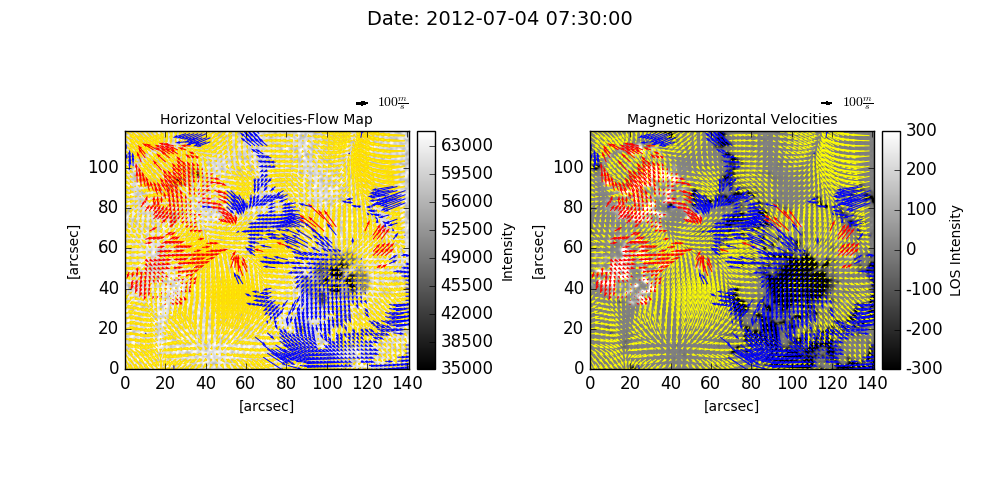 Date: 2012-07-04 07:30:00
100 m/s
Horizontal Velocities-Flow Map
[arcsec]
100
80
60
40
20
0
0 20 40 60 80 100 120 140
[arcsec]
63000
59500
56000
52500
49000
45500
42000
38500
35000
Intensity
100 m/s
Magnetic Horizontal Velocities
[arcsec]
100
80
60
40
20
0
0 20 40 60 80 100 120 140
[arcsec]
300
200
100
0
-100
-200
-300
LOS Intensity